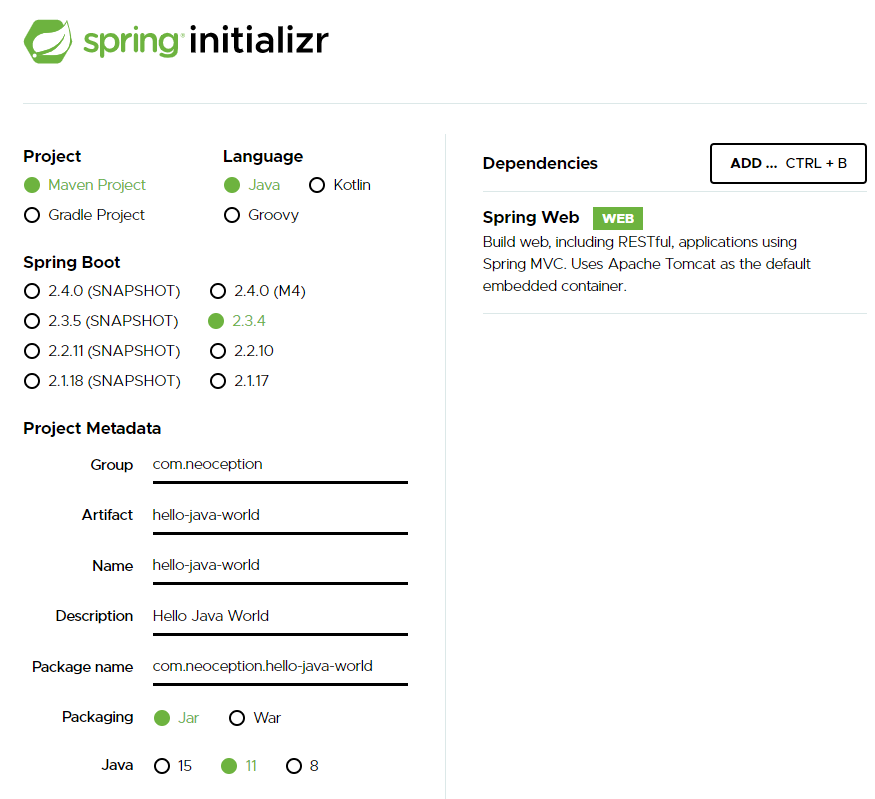 spring initializr
Project
Maven Project
Gradle Project
Language
Java Kotlin
Groovy
Spring Boot
2.4.0 (SNAPSHOT) 2.4.0 (M4)
2.3.5 (SNAPSHOT) 2.3.4
2.2.11 (SNAPSHOT) 2.2.10
2.1.18 (SNAPSHOT) 2.1.17
Project Metadata
Group com.neoception
Artifact hello-java-world
Name hello-java-world
Description Hello Java World
Package name com.neoception.hello-java-world
Packaging Jar War
Java 15 11 8
Dependencies ADD ... CTRL + B
Spring Web WEB
Build web, including RESTful, applications using
Spring MVC. Uses Apache Tomcat as the default
embedded container.